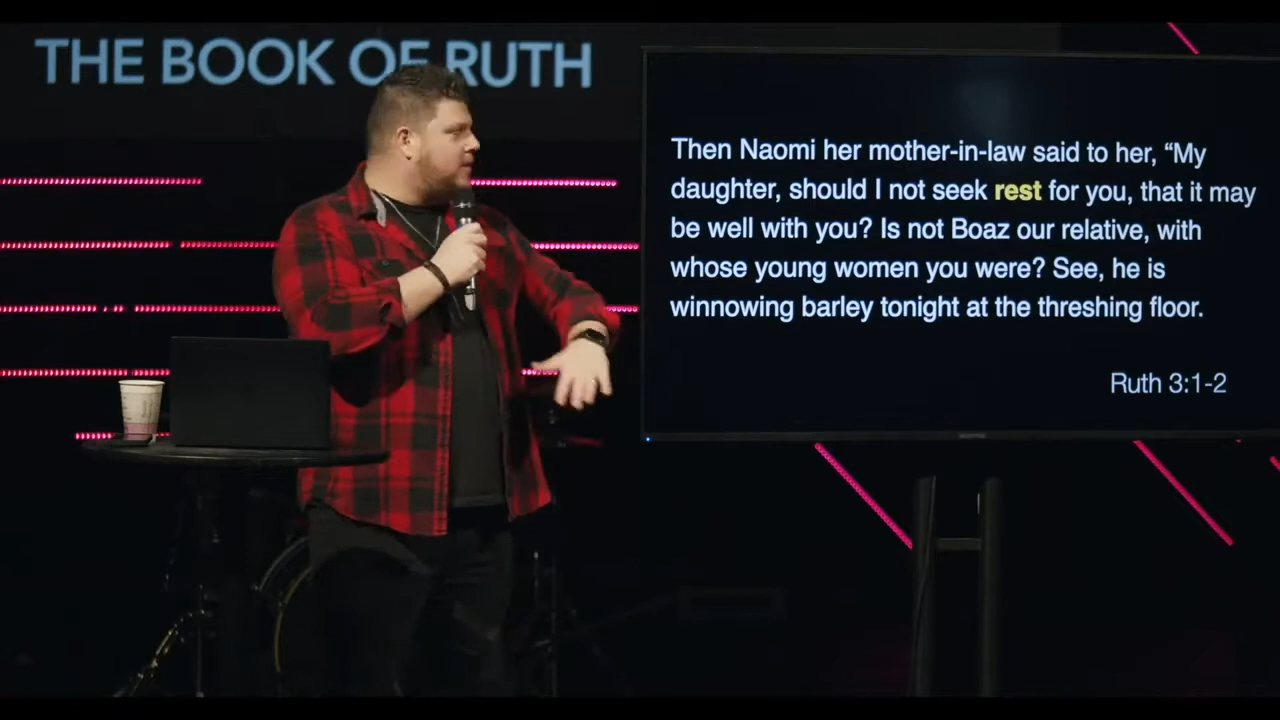 THE BOOK OF RUTH
Then Naomi her mother-in-law said to her, “My
daughter, should I not seek rest for you, that it may
be well with you? Is not Boaz our relative, with
whose young women you were? See, he is
winnowing barley tonight at the threshing floor.
Ruth 3:1-2